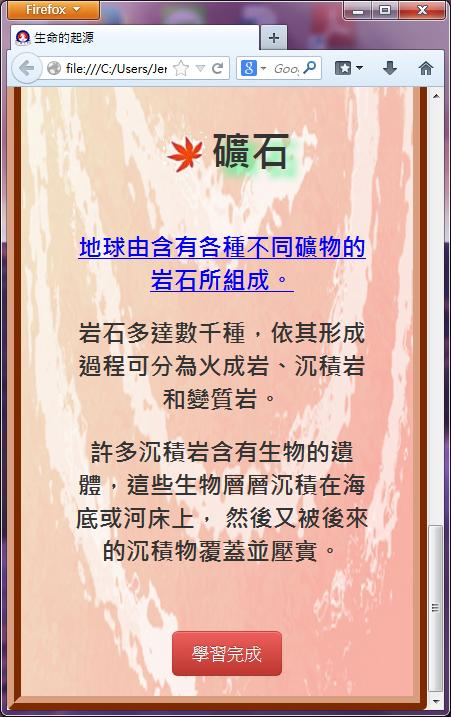 Firefox
生命的起源
file:///C:/Users/Jer
Goo
礦石
地球由含有各種不同礦物的
岩石所組成。
岩石多達數千種，依其形成
過程可分為火成岩、沉積岩
和變質岩。
許多沉積岩含有生物的遺
體，這些生物層層沉積在海
底或河床上， 然後又被後來
的沉積物覆蓋並壓實。
學習完成